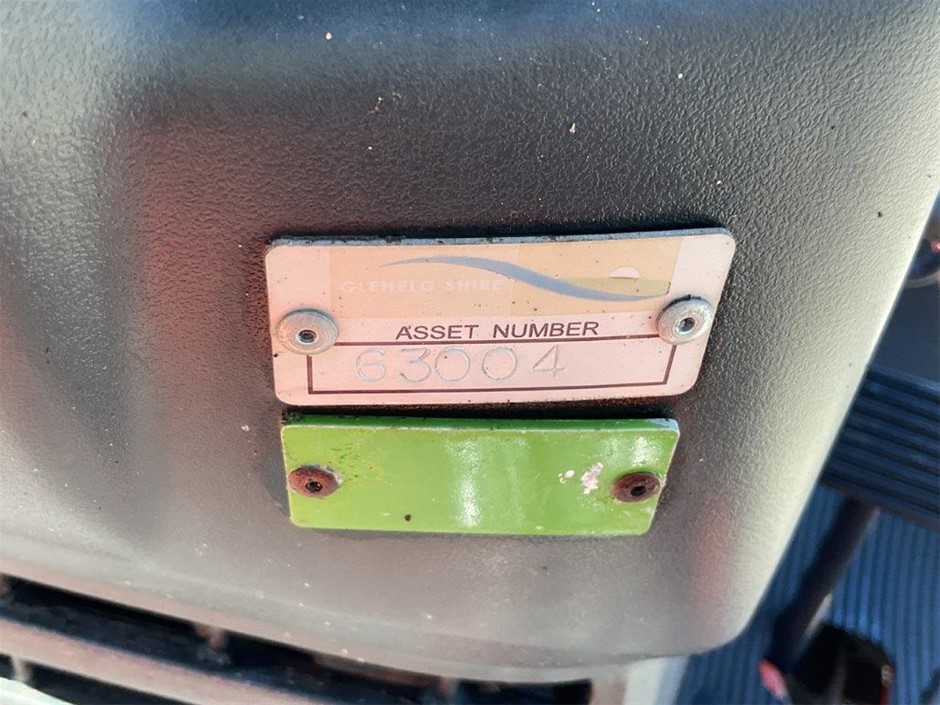 GLENELG SHIRE
ASSET NUMBER
63004